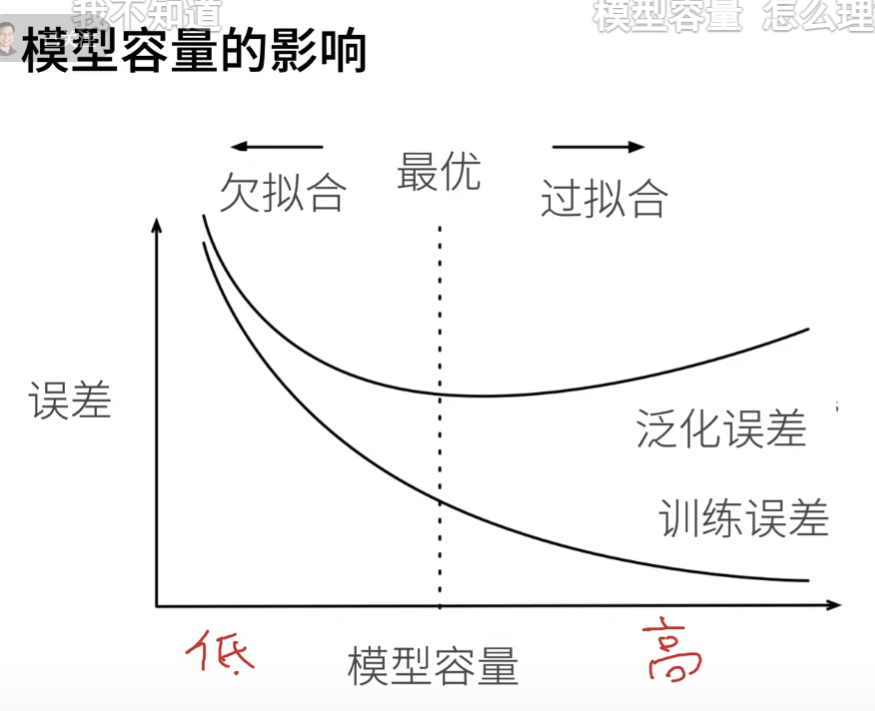 我不知道
模型容量 怎么理
模型容量的影响
欠拟合
最优
过拟合
误差
泛化误差
训练误差
低
模型容量
高